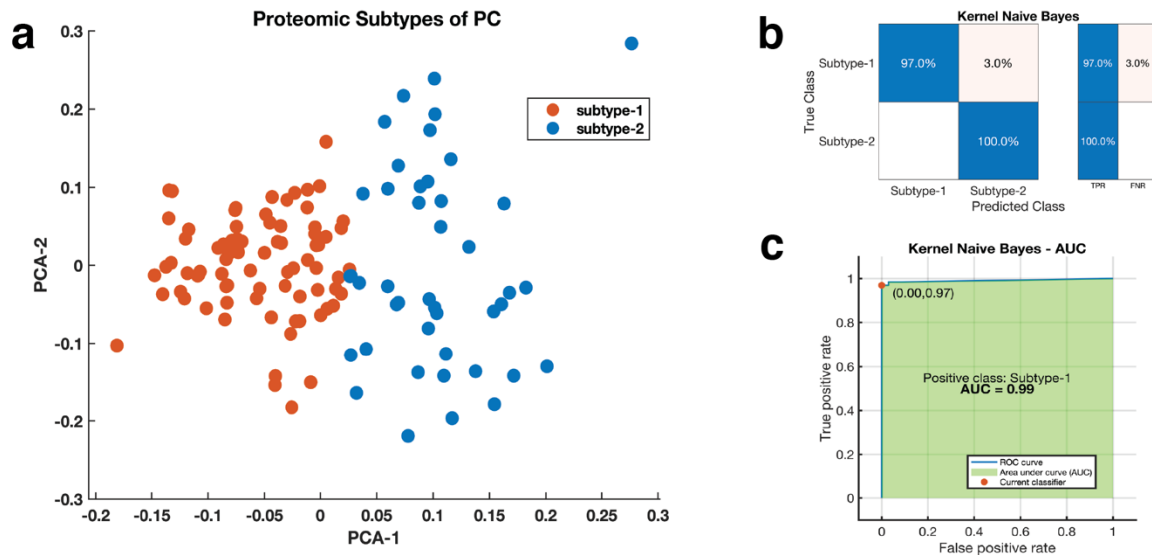 a
Proteomic Subtypes of PC
0.3
0.2
0.1
0
-0.1
-0.2
-0.3
PCA-2
subtype-1
subtype-2
-0.2 -0.15 -0.1 -0.05 0 0.05 0.1 0.15 0.2 0.25 0.3
PCA-1
b
Kernel Naive Bayes
True Class
Subtype-1
97.0% 3.0% 97.0% 3.0%
Subtype-2
100.0% 100.0%
Subtype-1 Subtype-2 TPR FNR
Predicted Class
c
Kernel Naive Bayes - AUC
True positive rate
1
0.8
0.6
0.4
0.2
0
(0.00,0.97)
Positive class: Subtype-1
AUC = 0.99
ROC curve
Area under curve (AUC)
Current classifier
0 0.2 0.4 0.6 0.8 1
False positive rate